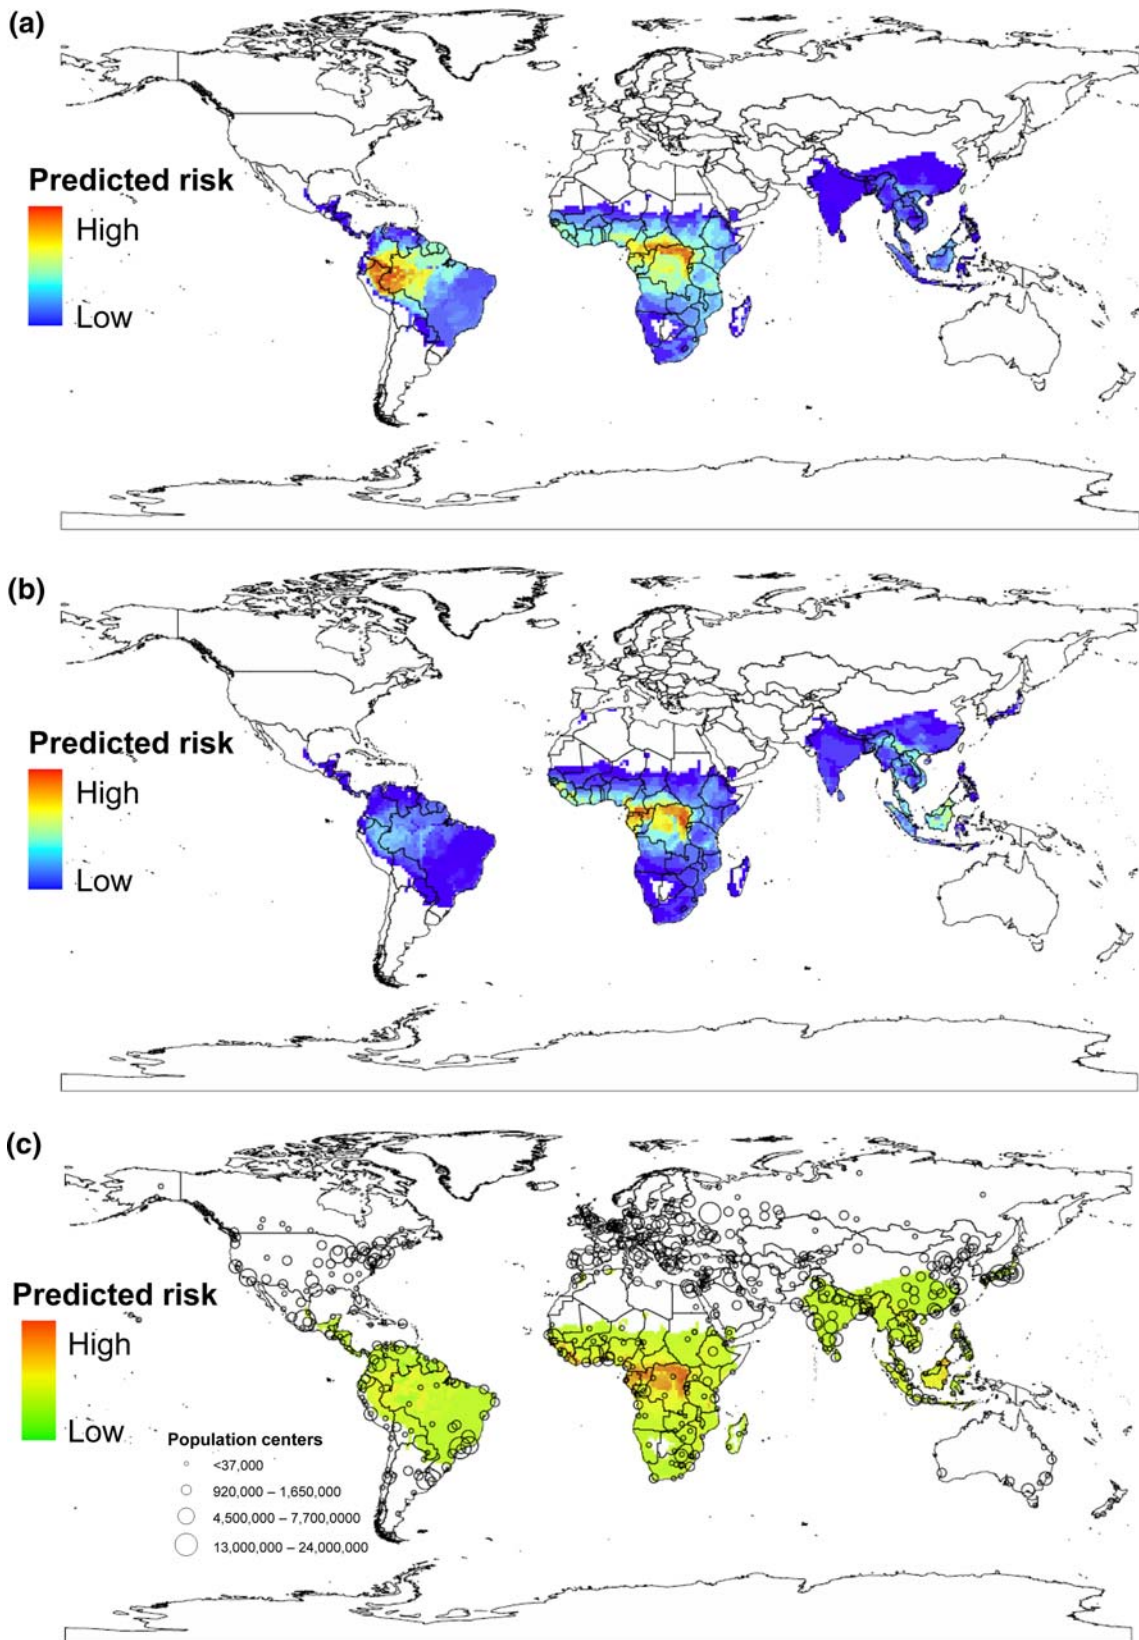 (a)
Predicted risk
High
Low
(b)
Predicted risk
High
Low
(c)
Predicted risk
High
Low
Population centers
<37,000
920,000 – 1,650,000
4,500,000 – 7,700,0000
13,000,000 – 24,000,000